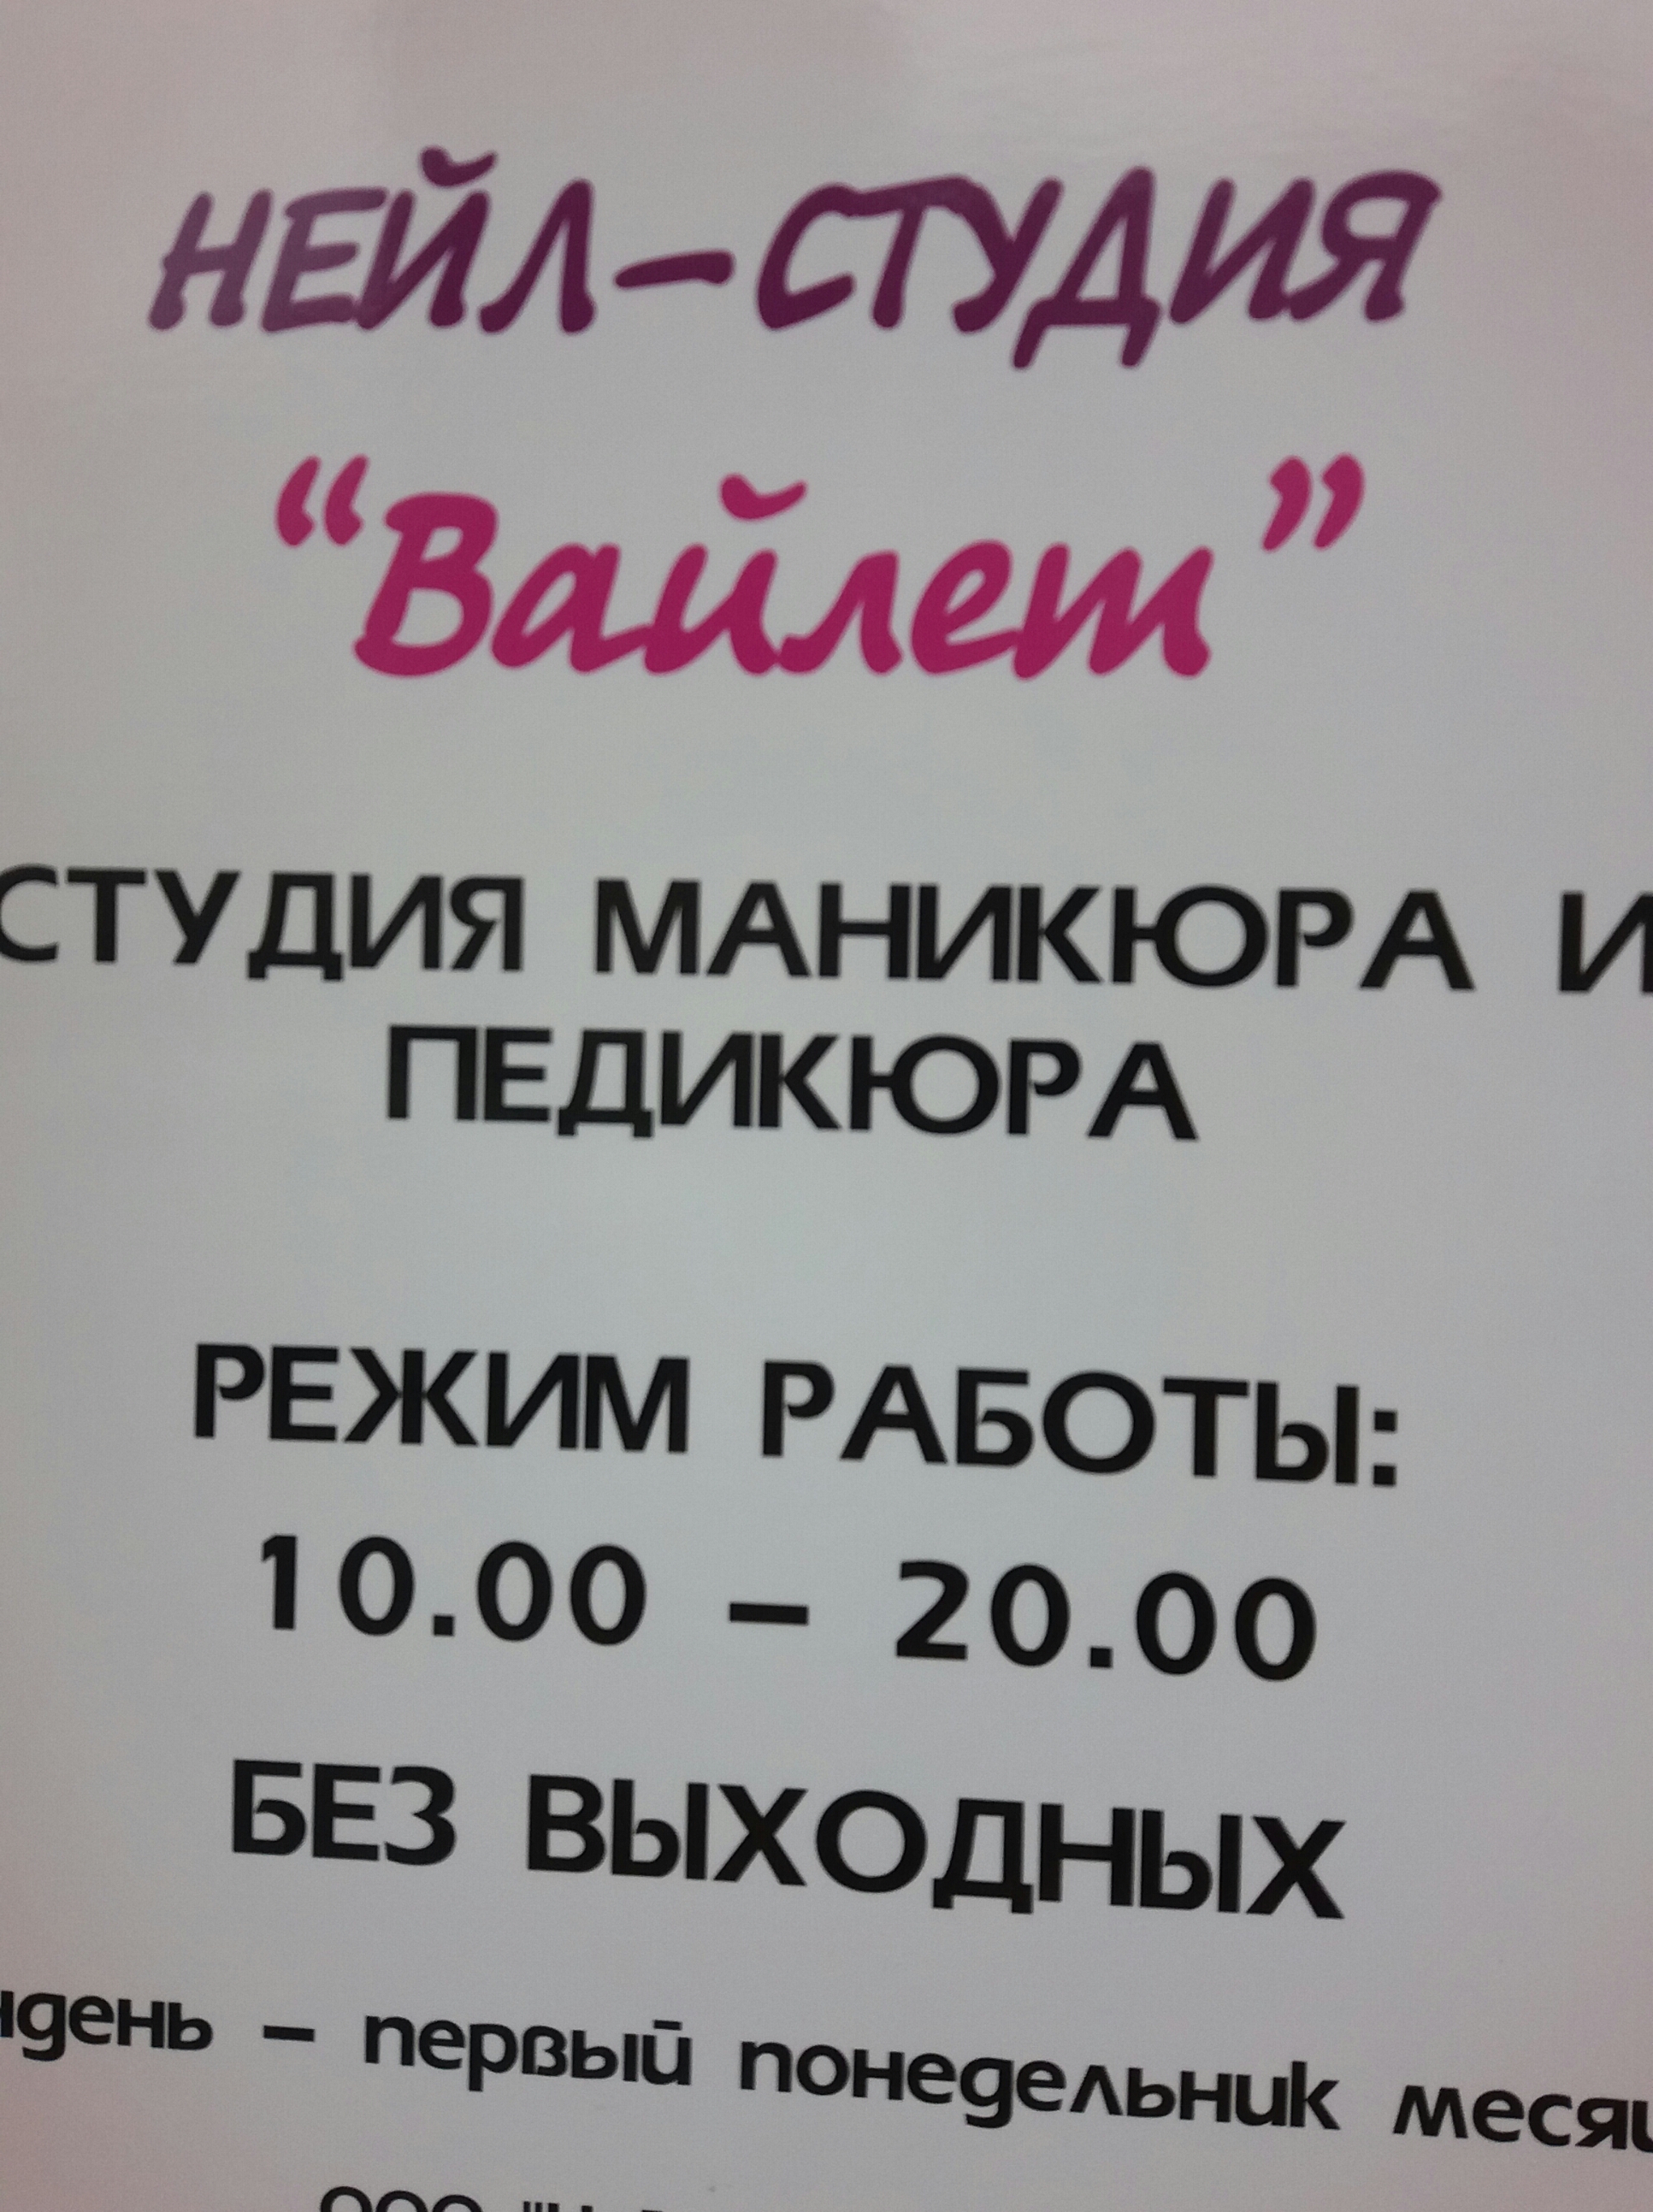 НЕЙЛ-СТУДИЯ
“Вайлет”
СТУДИЯ МАНИКЮРА И
ПЕДИКЮРА
РЕЖИМ РАБОТЫ:
10.00 – 20.00
БЕЗ ВЫХОДНЫХ
– первый понедельник